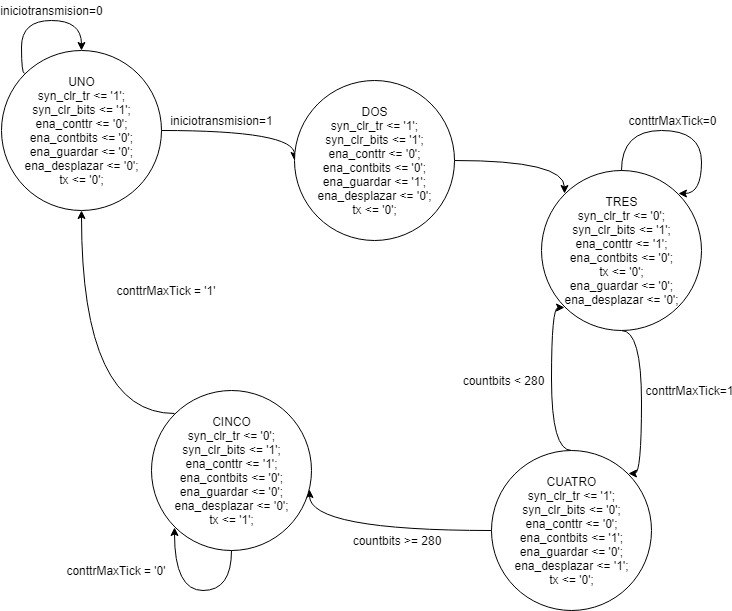 iniciotransmision=0
UNO
syn_clr_tr <= '1';
syn_clr_bits <= '1';
ena_conttr <= '0';
ena_contbits <= '0';
ena_guardar <= '0';
ena_desplazar <= '0';
tx <= '0';
iniciotransmision=1
DOS
syn_clr_tr <= '1';
syn_clr_bits <= '1';
ena_conttr <= '0';
ena_contbits <= '0';
ena_guardar <= '1';
ena_desplazar <= '0';
tx <= '0';
conttrMaxTick=0
TRES
syn_clr_tr <= '0';
syn_clr_bits <= '1';
ena_conttr <= '1';
ena_contbits <= '0';
tx <= '0';
ena_guardar <= '0';
ena_desplazar <= '0';
conttrMaxTick = '1'
countbits < 280
conttrMaxTick=1
CINCO
syn_clr_tr <= '0';
syn_clr_bits <= '1';
ena_conttr <= '1';
ena_contbits <= '0';
ena_guardar <= '0';
ena_desplazar <= '0';
tx <= '1';
CUATRO
syn_clr_tr <= '1';
syn_clr_bits <= '0';
ena_conttr <= '0';
ena_contbits <= '1';
ena_guardar <= '0';
ena_desplazar <= '1';
tx <= '0';
countbits >= 280
conttrMaxTick = '0'